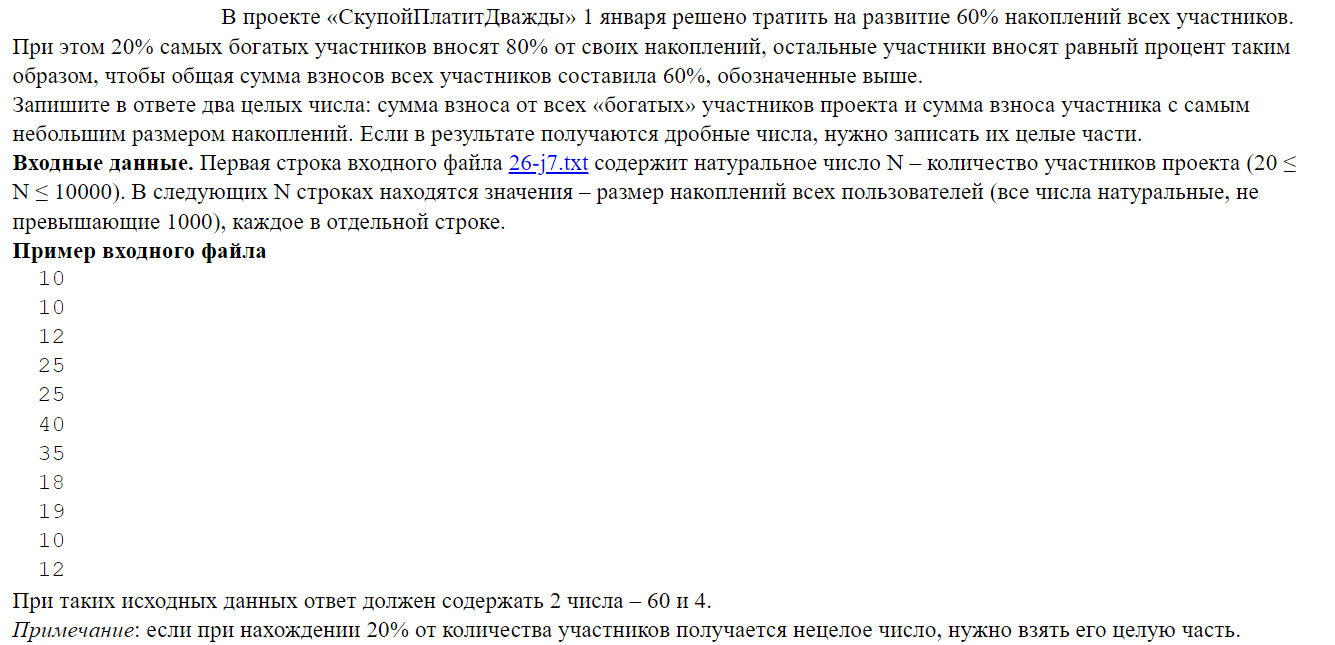 В проекте «СкупойПлатитДважды» 1 января решено тратить на развитие 60% накоплений всех участников.
При этом 20% самых богатых участников вносят 80% от своих накоплений, остальные участники вносят равный процент таким
образом, чтобы общая сумма взносов всех участников составила 60%, обозначенные выше.
Запишите в ответе два целых числа: сумма взноса от всех «богатых» участников проекта и сумма взноса участника с самым
небольшим размером накоплений. Если в результате получаются дробные числа, нужно записать их целые части.
Входные данные. Первая строка входного файла 26-j7.txt содержит натуральное число N – количество участников проекта (20 ≤
N ≤ 10000). В следующих N строках находятся значения – размер накоплений всех пользователей (все числа натуральные, не
превышающие 1000), каждое в отдельной строке.
Пример входного файла
10
10
12
25
25
40
35
18
19
10
12
При таких исходных данных ответ должен содержать 2 числа – 60 и 4.
Примечание: если при нахождении 20% от количества участников получается нецелое число, нужно взять его целую часть.